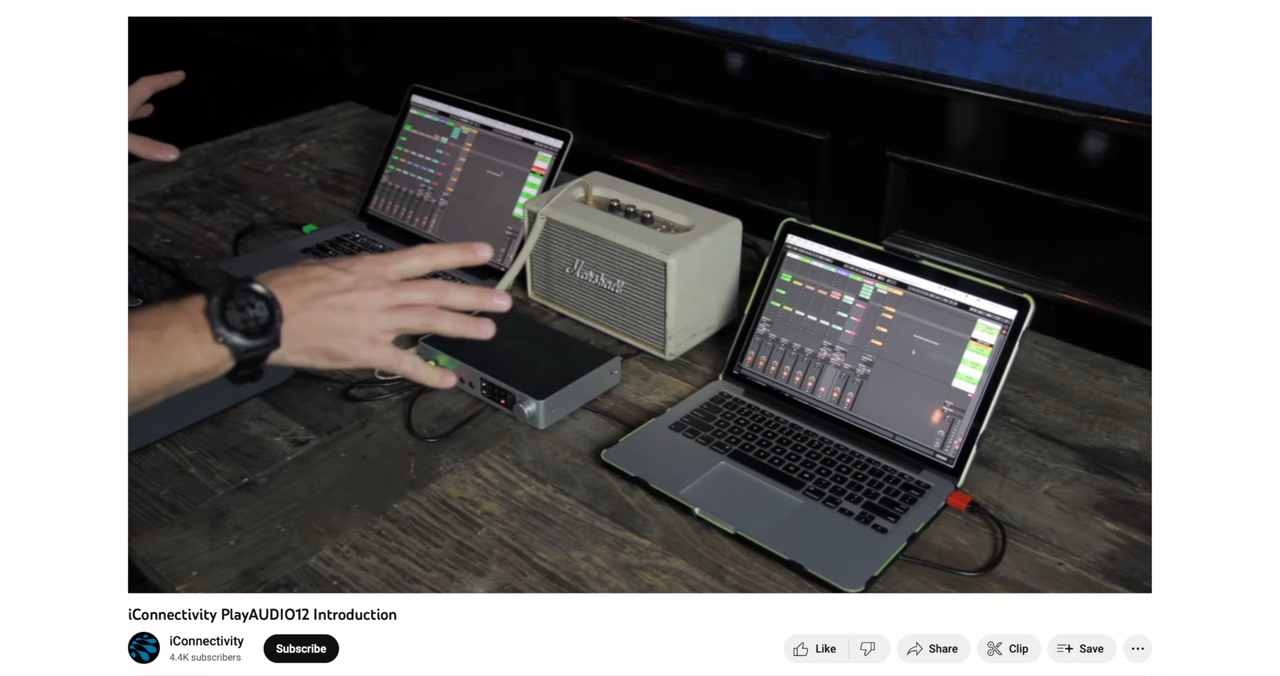 Marshall
iConnectivity PlayAUDIO12 Introduction
iConnectivity
4.4K subscribers
Subscribe
Like
Share
Clip
Save